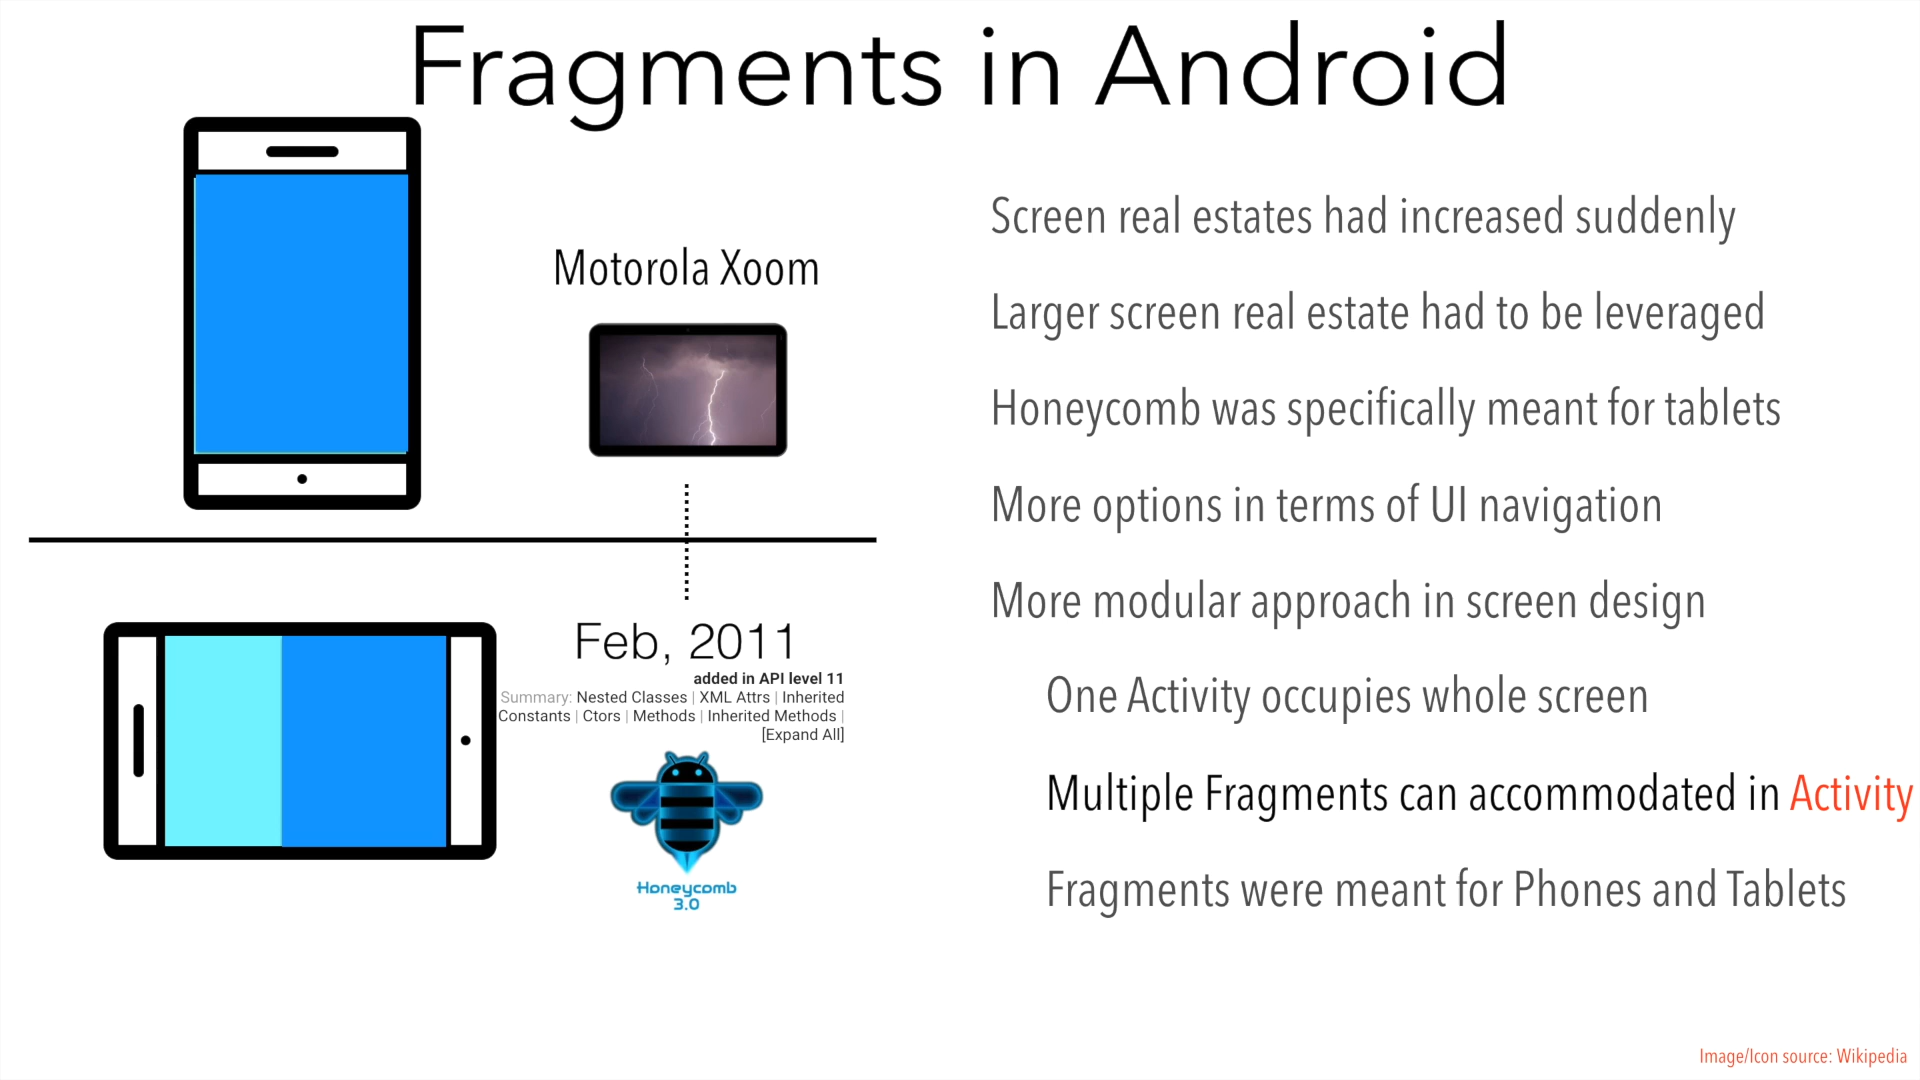 Fragments in Android
Motorola Xoom
Feb, 2011
added in API level 11
Summary: Nested Classes | XML Attrs | Inherited
Constants | Ctors | Methods | Inherited Methods |
[Expand All]
Honeycomb
3.0
Screen real estates had increased suddenly
Larger screen real estate had to be leveraged
Honeycomb was specifically meant for tablets
More options in terms of UI navigation
More modular approach in screen design
One Activity occupies whole screen
Multiple Fragments can accommodated in Activity
Fragments were meant for Phones and Tablets
Image/Icon source: Wikipedia